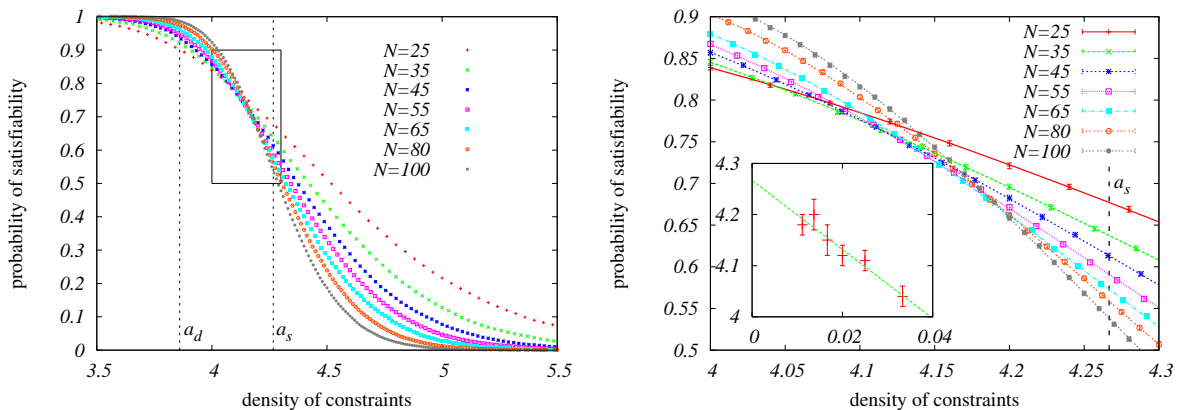 probability of satisfiability
1
0.9
0.8
0.7
0.6
0.5
0.4
0.3
0.2
0.1
0
3.5
4
4.5
5
5.5
density of constraints
a_d
a_s
N=25
N=35
N=45
N=55
N=65
N=80
N=100
probability of satisfiability
0.9
0.85
0.8
0.75
0.7
0.65
0.6
0.55
0.5
4
4.05
4.1
4.15
4.2
4.25
4.3
density of constraints
a_s
N=25
N=35
N=45
N=55
N=65
N=80
N=100
4.3
4.2
4.1
4
0
0.02
0.04